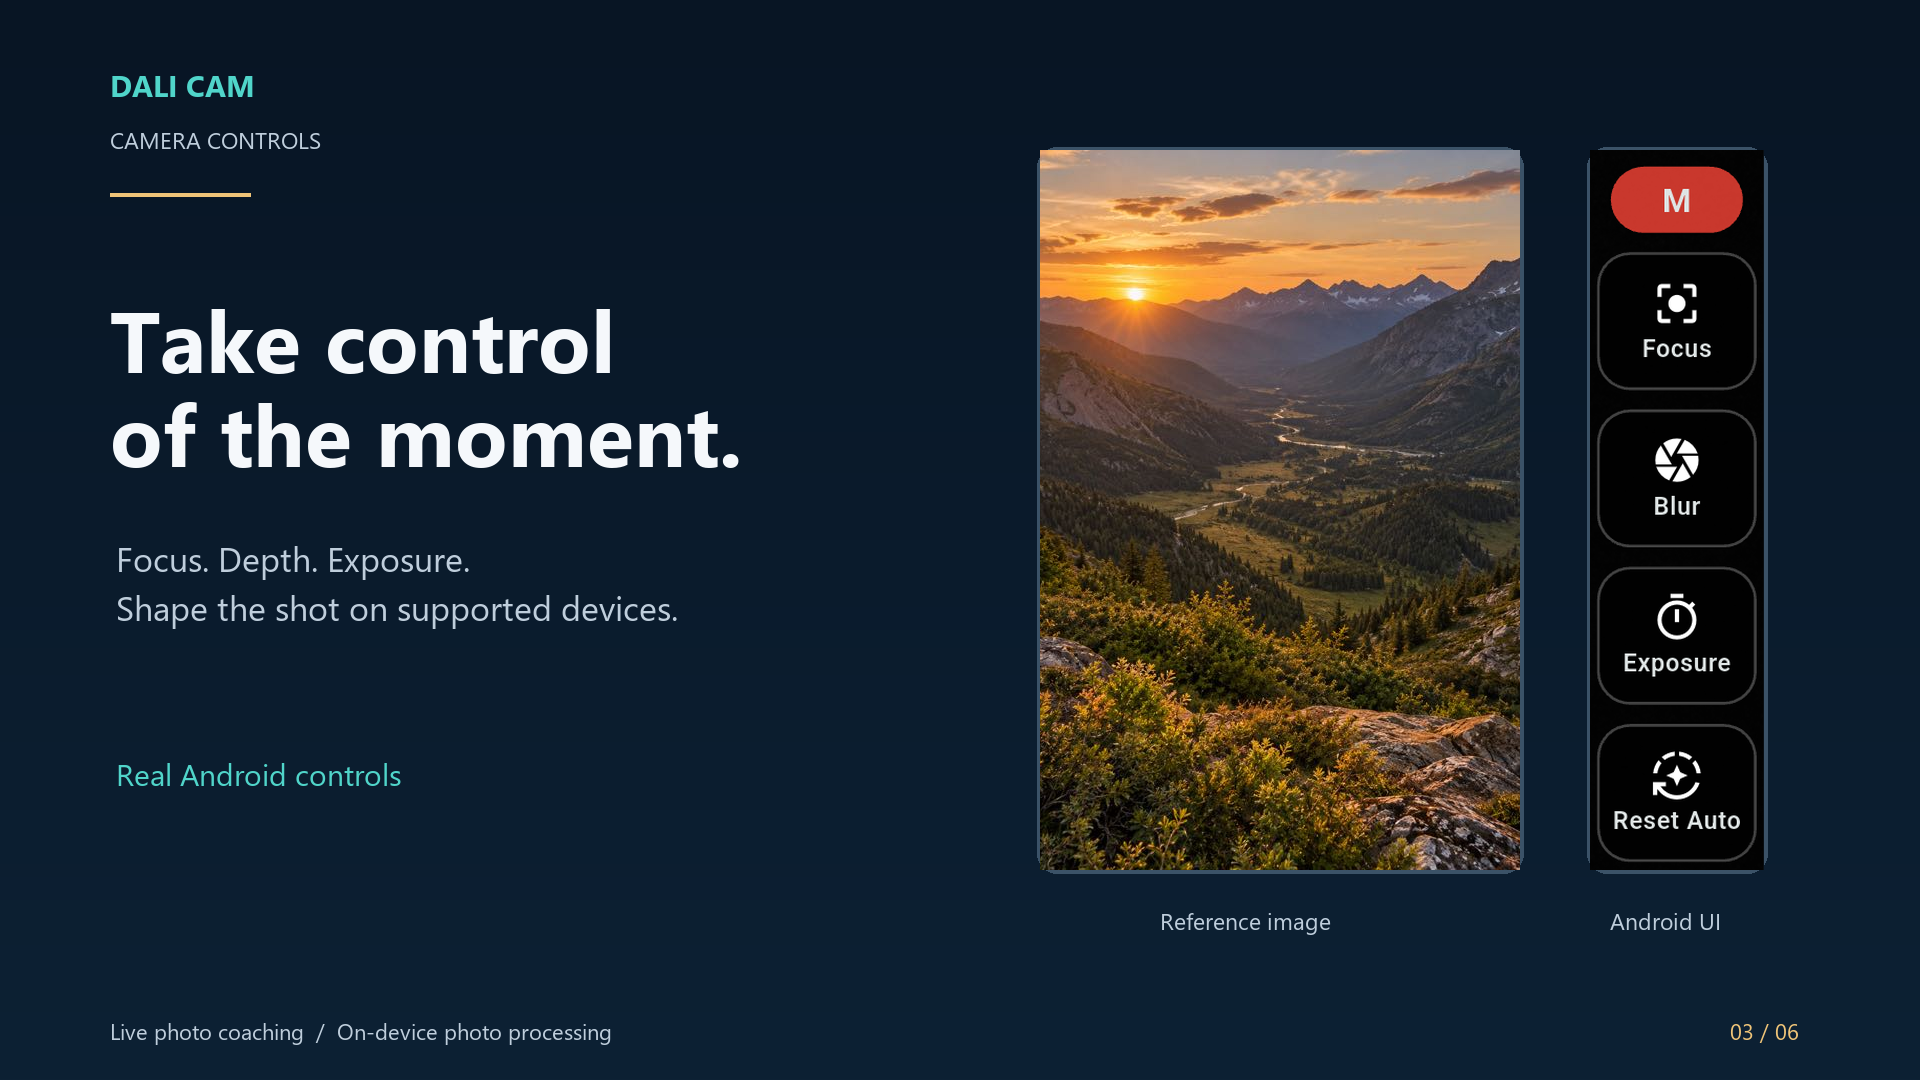 DALI CAM
CAMERA CONTROLS
Take control
of the moment.
Focus. Depth. Exposure.
Shape the shot on supported devices.
Real Android controls
M
Focus
Blur
Exposure
Reset Auto
Reference image
Android UI
Live photo coaching / On-device photo processing
03 / 06